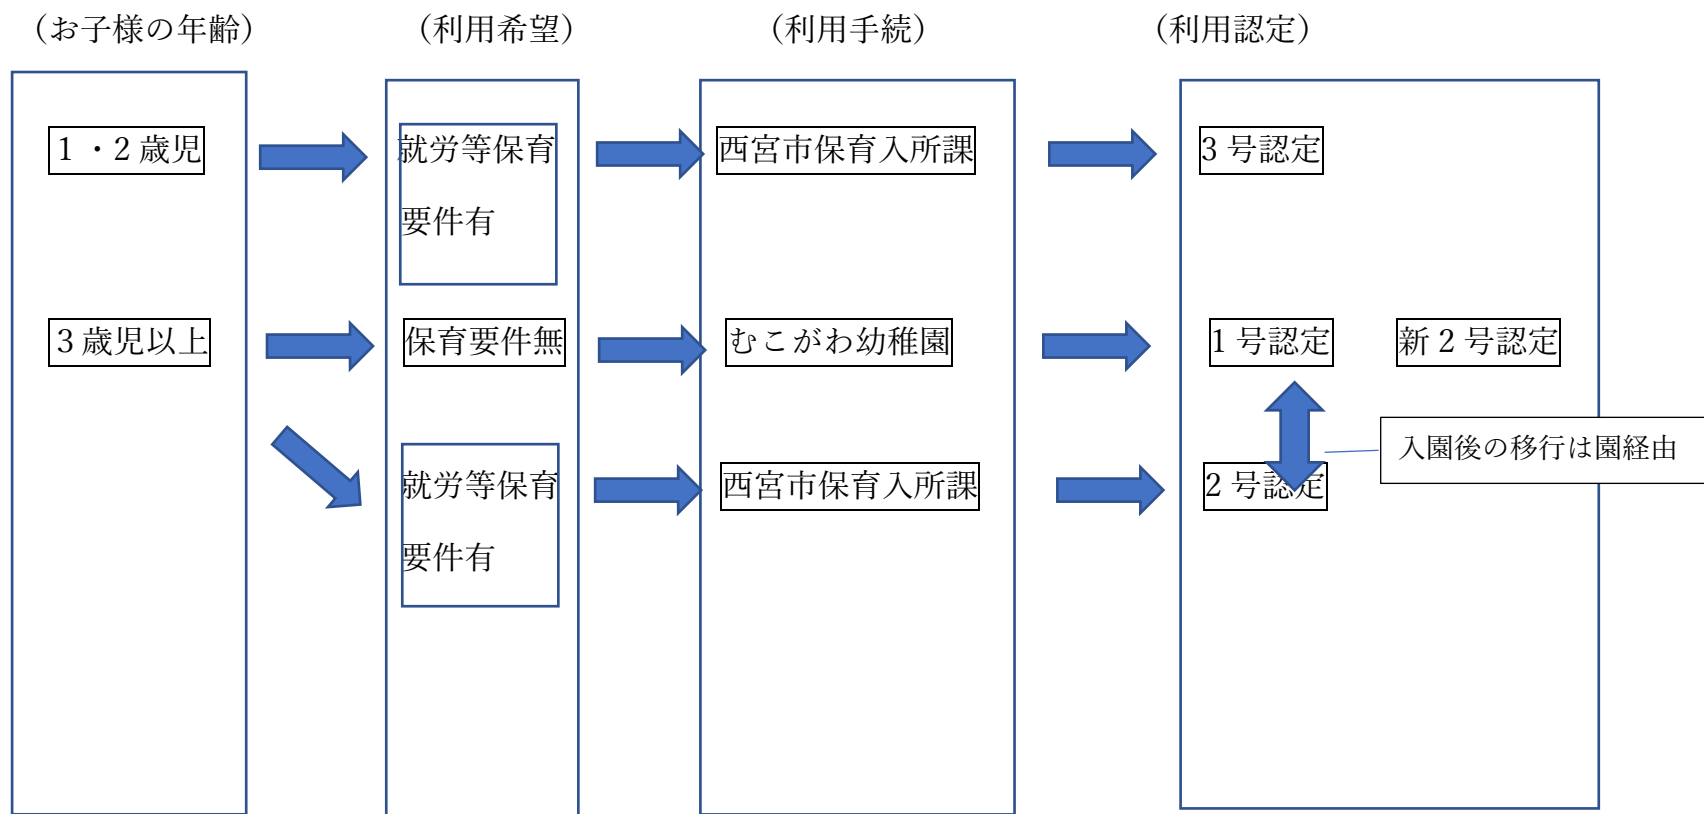 （お子様の年齢）
（利用希望）
（利用手続）
（利用認定）
１・２歳児
就労等保育
要件有
西宮市保育入所課
３号認定
３歳児以上
保育要件無
むこがわ幼稚園
１号認定
新２号認定
入園後の移行は園経由
就労等保育
要件有
西宮市保育入所課
２号認定